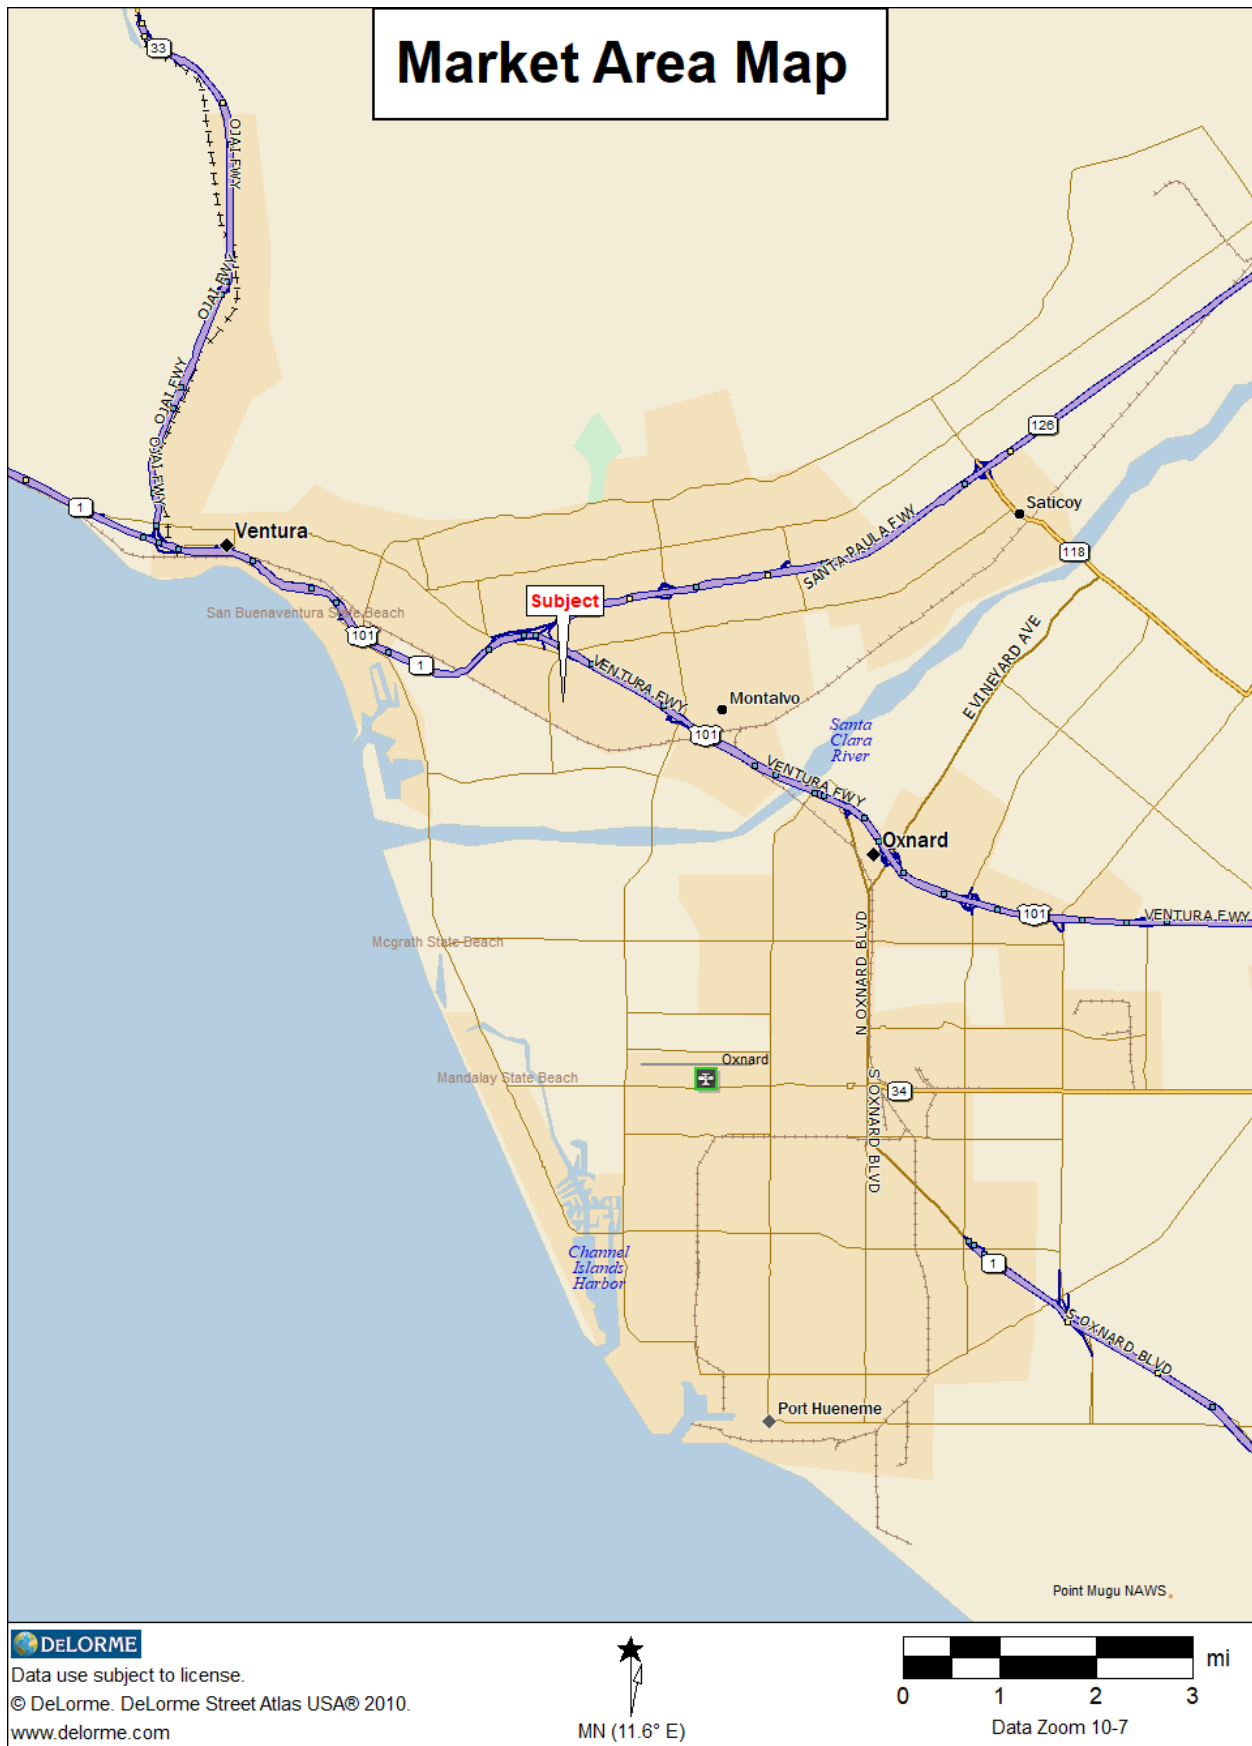 Market Area Map
33
OJAI FWY
OJAI FWY
OJAI FWY
OJAI FWY
126
1
Ventura
Saticoy
SANTA PAULA FWY
118
Subject
San Buenaventura State Beach
101
1
VENTURA FWY
E VINEYARD AVE
Montalvo
101
Santa
Clara
River
VENTURA FWY
Oxnard
101
VENTURA FWY
N OXNARD BLVD
Mcgrath State Beach
Oxnard
Mandalay State Beach
34
S OXNARD BLVD
Channel
Islands
Harbor
1
S OXNARD BLVD
Port Hueneme
Point Mugu NAWS
DELORME
Data use subject to license.
© DeLorme. DeLorme Street Atlas USA® 2010.
www.delorme.com
MN (11.6° E)
mi
0 1 2 3
Data Zoom 10-7